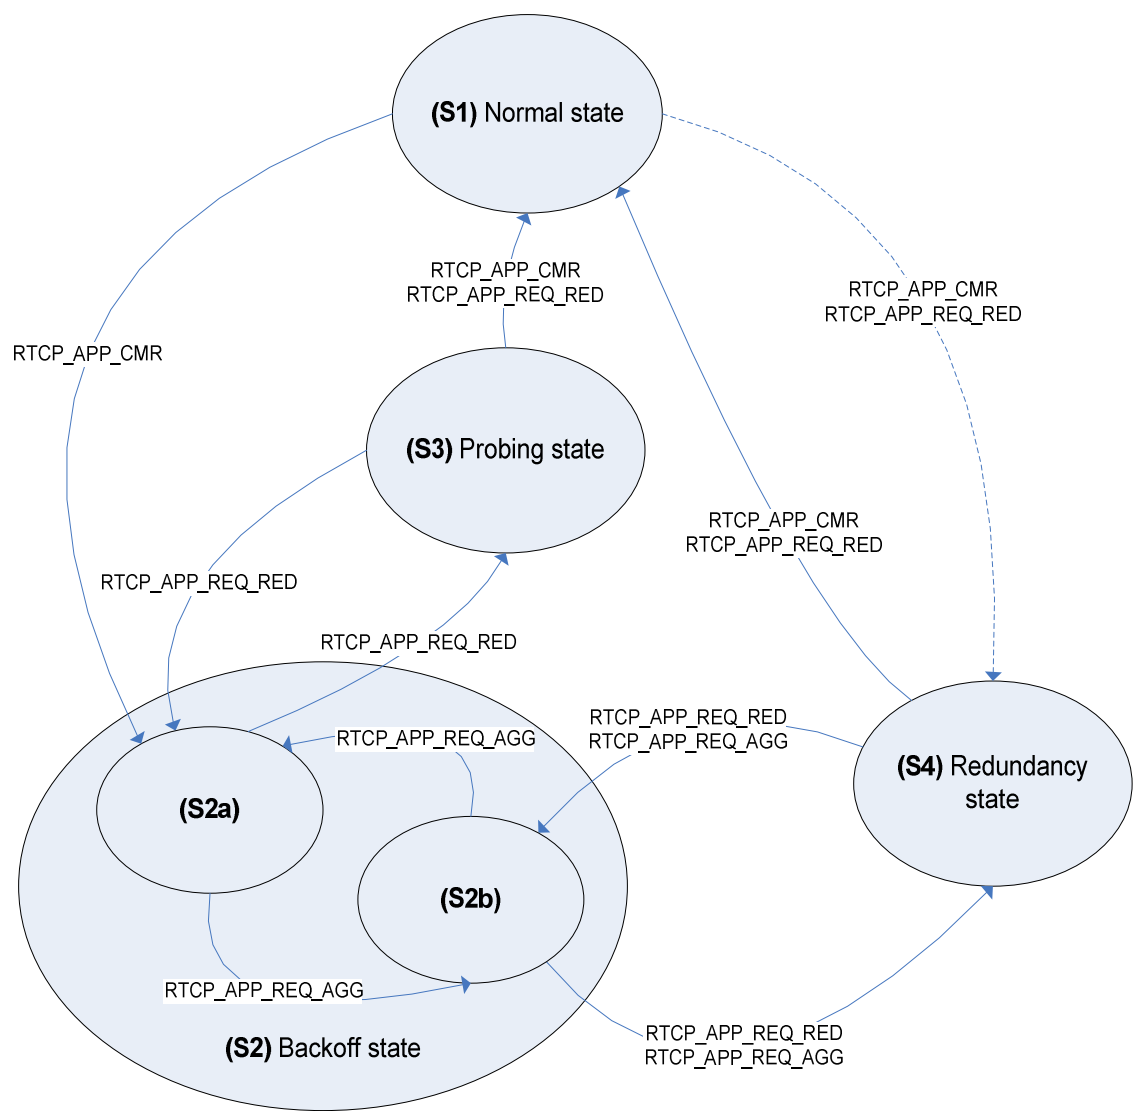 (S1) Normal state
RTCP_APP_CMR
RTCP_APP_REQ_RED
RTCP_APP_CMR
RTCP_APP_REQ_RED
RTCP_APP_CMR
(S3) Probing state
RTCP_APP_CMR
RTCP_APP_REQ_RED
RTCP_APP_REQ_RED
RTCP_APP_REQ_RED
RTCP_APP_REQ_RED
RTCP_APP_REQ_AGG
RTCP_APP_REQ_AGG
(S4) Redundancy
state
(S2a)
(S2b)
RTCP_APP_REQ_AGG
RTCP_APP_REQ_RED
RTCP_APP_REQ_AGG
(S2) Backoff state